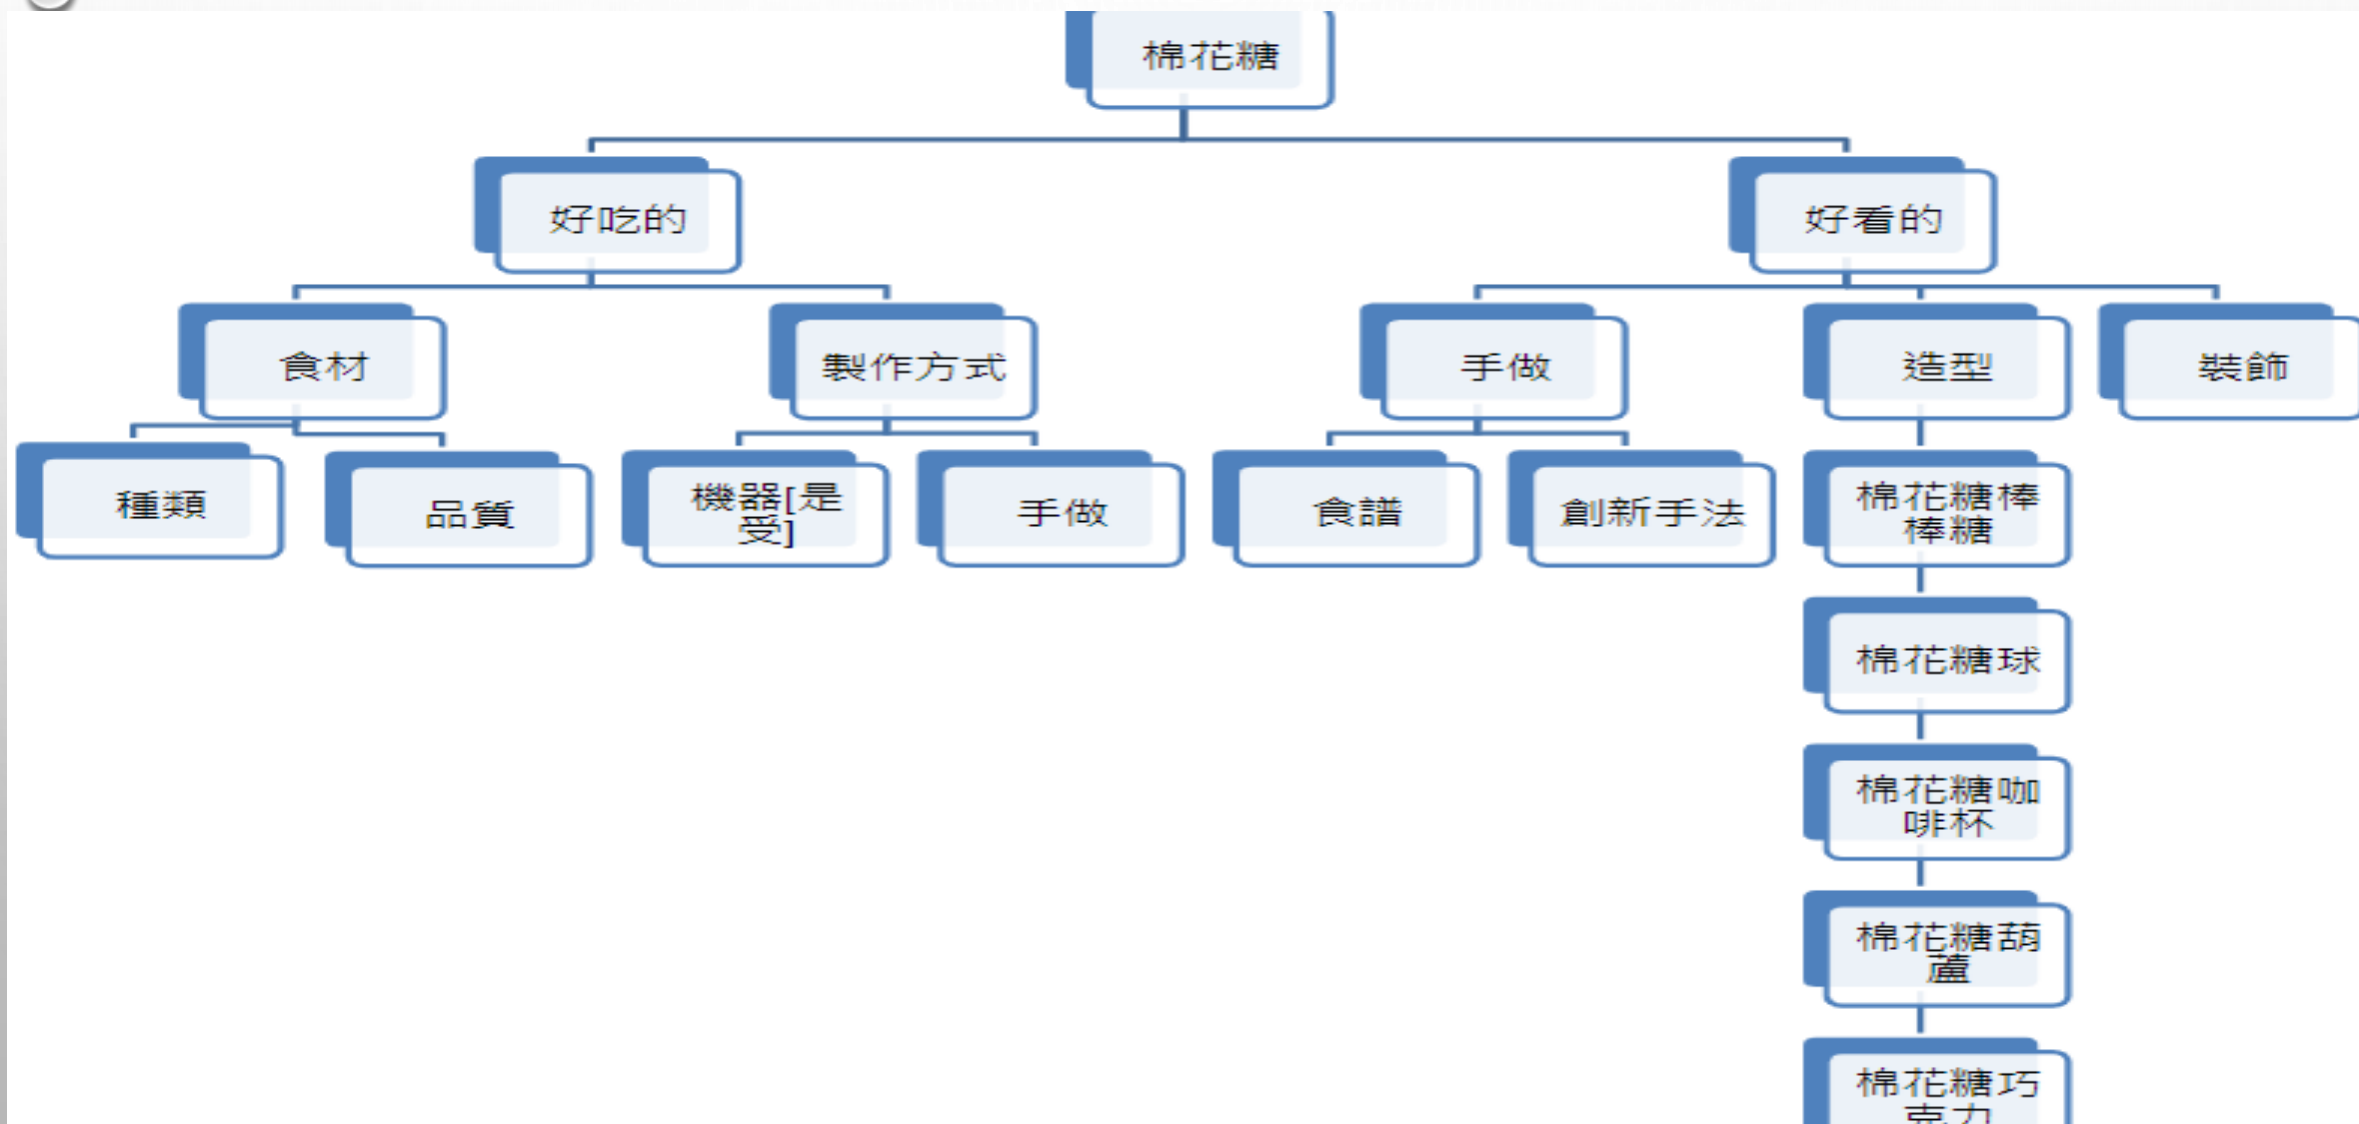 棉花糖
好吃的
好看的
食材
製作方式
手做
造型
裝飾
種類
品質
機器[是
受]
手做
食譜
創新手法
棉花糖棒
棒糖
棉花糖球
棉花糖咖
啡杯
棉花糖葫
蘆
棉花糖巧
克力